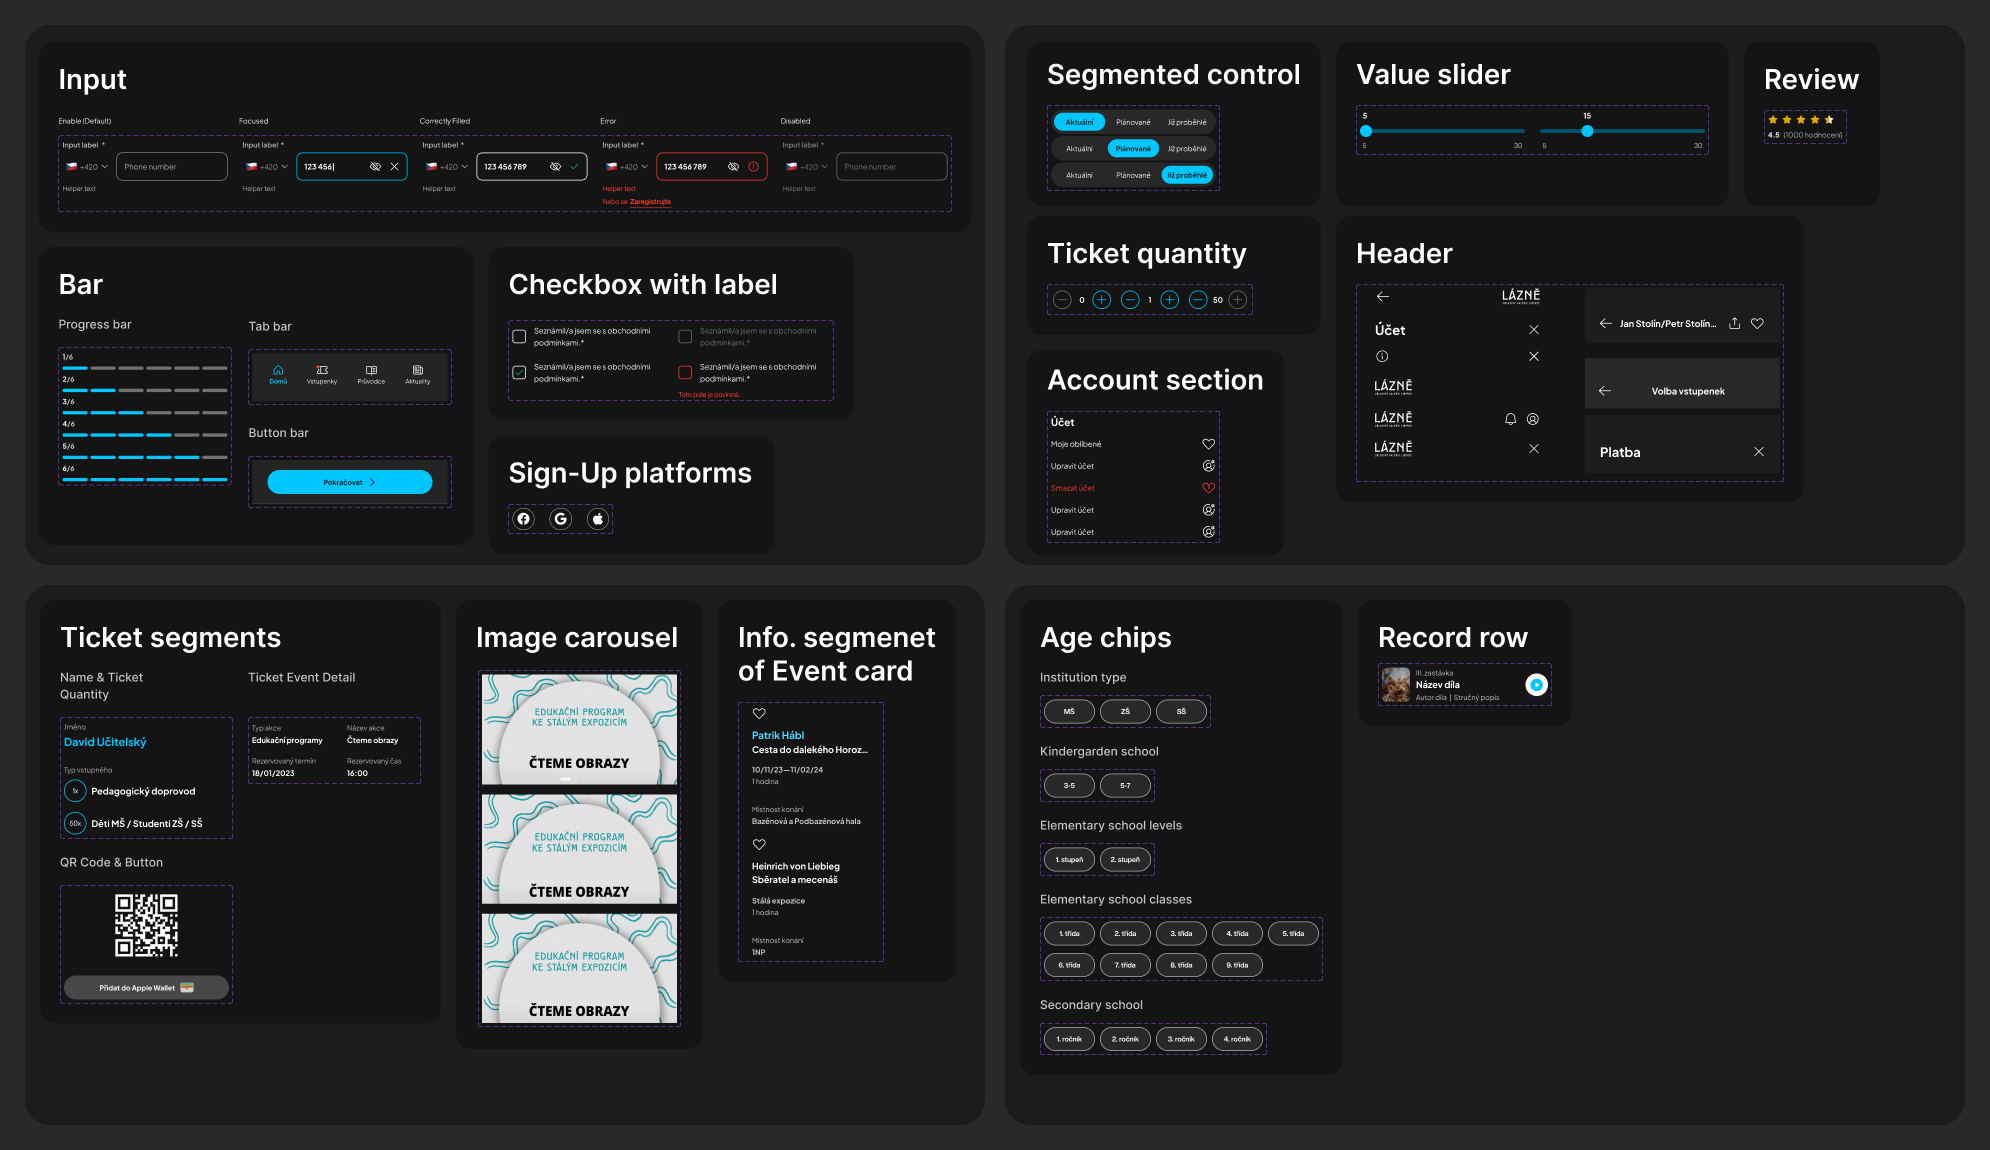 Input
Enable (Default)
Focused
Correctly Filled
Error
Disabled
Input label *
+420
Phone number
Helper text
Input label *
+420
123 456|
Helper text
Input label *
+420
123 456 789
Helper text
Input label *
+420
123 456 789
Helper text
Nebo se Zaregistrujte
Input label *
+420
Phone number
Helper text
Bar
Progress bar
1/6
2/6
3/6
4/6
5/6
6/6
Tab bar
Domů
Vstupenky
Průvodce
Aktuality
Button bar
Pokračovat
Checkbox with label
Seznámil/a jsem se s obchodními
podmínkami.*
Seznámil/a jsem se s obchodními
podmínkami.*
Seznámil/a jsem se s obchodními
podmínkami.*
Seznámil/a jsem se s obchodními
podmínkami.*
Toto pole je povinné.
Sign-Up platforms
Segmented control
Aktuální Plánované Již proběhlé
Aktuální Plánované Již proběhlé
Aktuální Plánované Již proběhlé
Value slider
5
5 30
15
5 30
Review
4.5 (1000 hodnocení)
Ticket quantity
0
1
50
Header
LÁZNĚ
Účet
LÁZNĚ
LÁZNĚ
LÁZNĚ
Jan Stolín/Petr Stolín...
Volba vstupenek
Platba
Account section
Účet
Moje oblíbené
Upravit účet
Smazat účet
Upravit účet
Upravit účet
Ticket segments
Name & Ticket
Quantity
Jméno
David Učitelský
Typ vstupného
1x
Pedagogický doprovod
50x
Děti MŠ / Studenti ZŠ / SŠ
Ticket Event Detail
Typ akce
Edukační programy
Název akce
Čteme obrazy
Rezervovaný termín
18/01/2023
Rezervovaný čas
16:00
QR Code & Button
Přidat do Apple Wallet
Image carousel
EDUKAČNÍ PROGRAM
KE STÁLÝM EXPOZICÍM
ČTEME OBRAZY
EDUKAČNÍ PROGRAM
KE STÁLÝM EXPOZICÍM
ČTEME OBRAZY
EDUKAČNÍ PROGRAM
KE STÁLÝM EXPOZICÍM
ČTEME OBRAZY
Info. segmenet
of Event card
Patrik Hábl
Cesta do dalekého Horoz...
10/11/23—11/02/24
1 hodina
Místnost konání
Bazénová a Podbazénová hala
Heinrich von Liebieg
Sběratel a mecenáš
Stálá expozice
1 hodina
Místnost konání
1NP
Age chips
Institution type
MŠ
ZŠ
SŠ
Kindergarden school
3-5
5-7
Elementary school levels
1. stupeň
2. stupeň
Elementary school classes
1. třída
2. třída
3. třída
4. třída
5. třída
6. třída
7. třída
8. třída
9. třída
Secondary school
1. ročník
2. ročník
3. ročník
4. ročník
Record row
III. zastávka
Název díla
Autor díla | Stručný popis